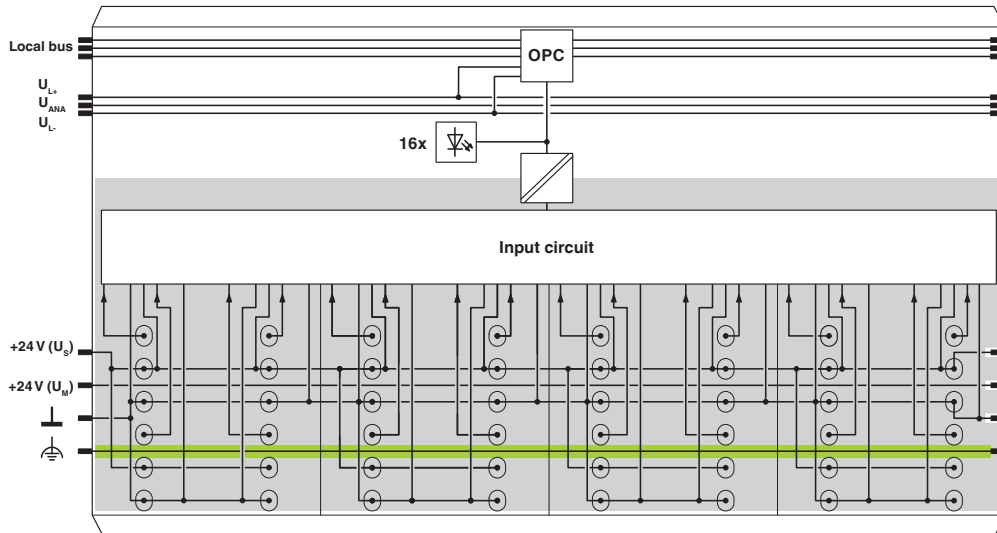 Local bus
OPC
U_L+
U_ANA
U_L-
16x
Input circuit
+24 V (U_S)
+24 V (U_M)